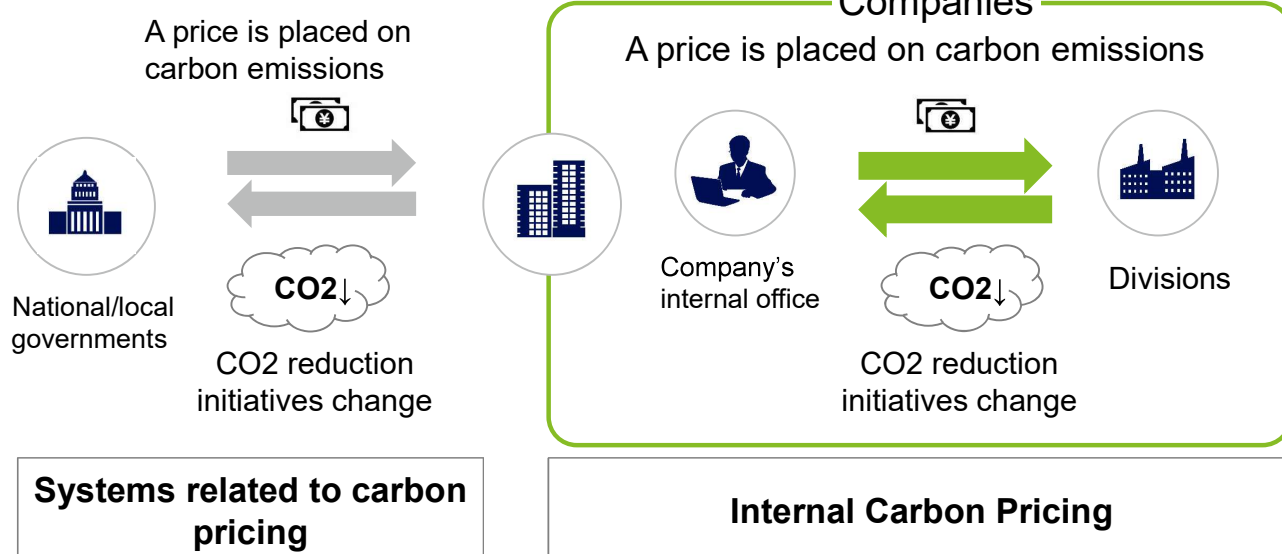 A price is placed on
carbon emissions
¥
National/local
governments
CO2↓
CO2 reduction
initiatives change
Systems related to carbon
pricing
Companies
A price is placed on carbon emissions
¥
Company's
internal office
CO2↓
Divisions
CO2 reduction
initiatives change
Internal Carbon Pricing